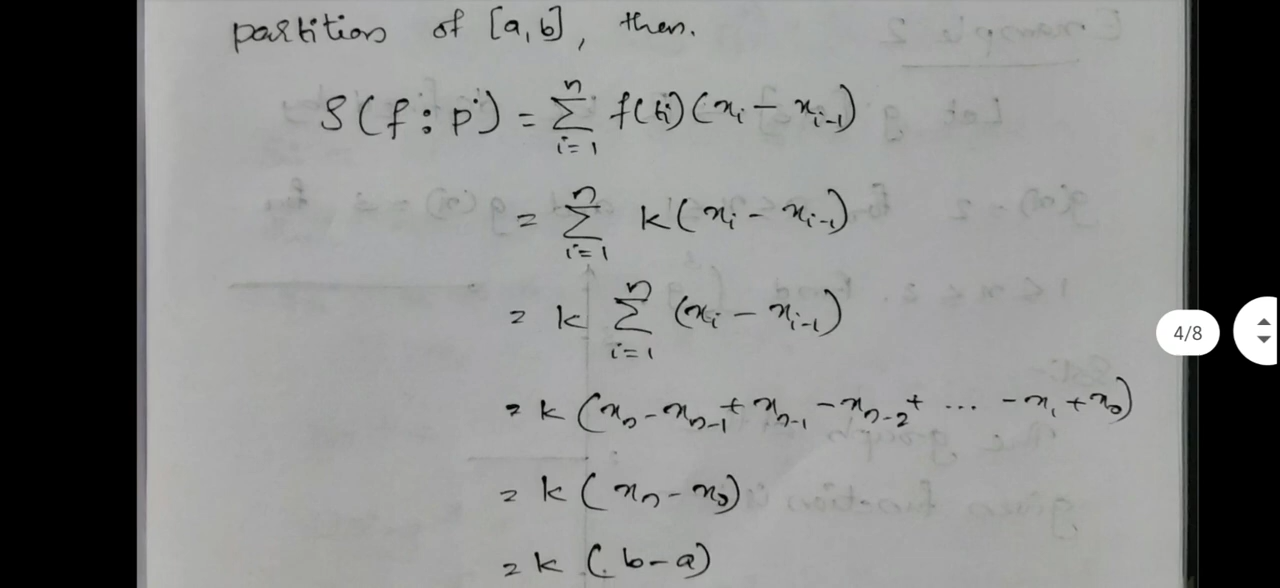 partition of [a, b], then.
S(f : ṗ) = Σ_{i=1}^{n} f(ti)(x_i − x_{i-1})
= Σ_{i=1}^{n} k(x_i − x_{i-1})
= k Σ_{i=1}^{n} (x_i − x_{i-1})
= k (x_n − x_{n-1} + x_{n-1} − x_{n-2} + ... − x_1 + x_0)
= k (x_n − x_0)
= k (b − a)
4/8